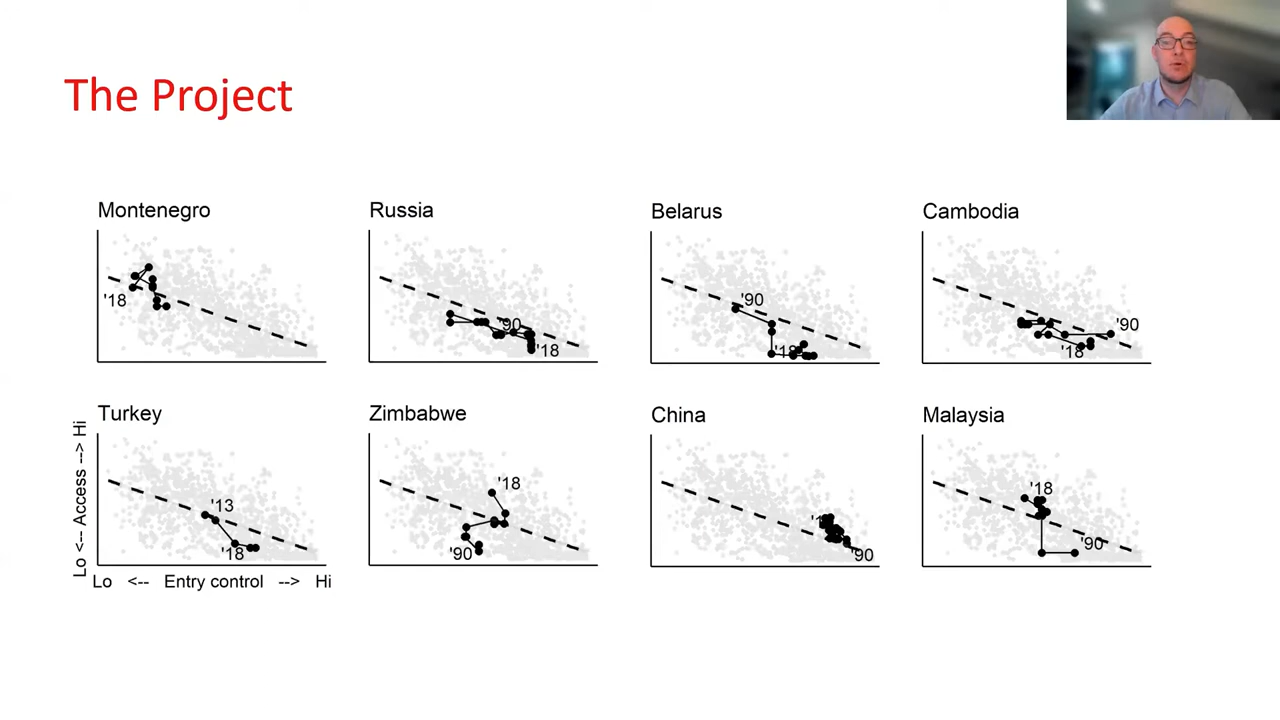 The Project
Montenegro
'18
Russia
'90
'18
Belarus
'90
'18
Cambodia
'90
'18
Turkey
'13
'18
Zimbabwe
'18
'90
China
'90
Malaysia
'18
'90
Lo <-- Access --> Hi
Lo <-- Entry control --> Hi